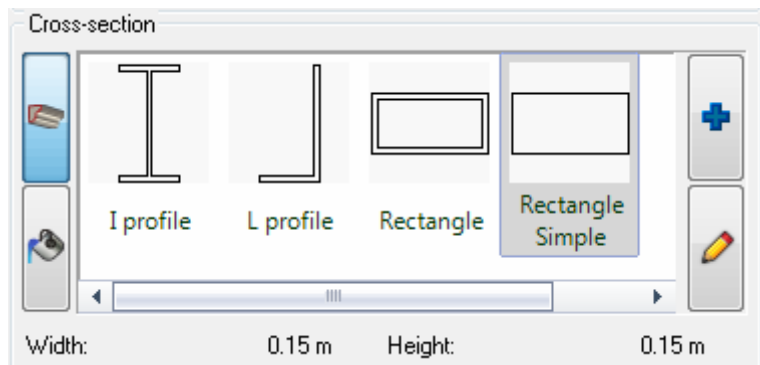 Cross-section
I profile
L profile
Rectangle
Rectangle
Simple
Width: 0.15 m Height: 0.15 m